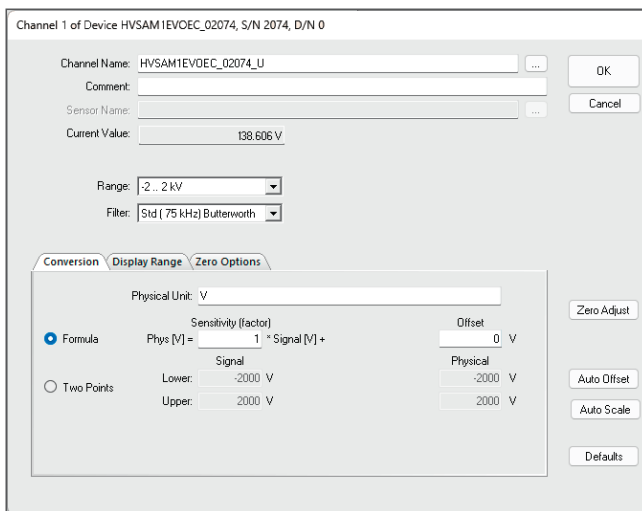 Channel 1 of Device HVSAM1EVOEC_02074, S/N 2074, D/N 0
Channel Name: HVSAM1EVOEC_02074_U ... OK
Comment:
Sensor Name: ... Cancel
Current Value: 138.606 V
Range: -2 .. 2 kV
Filter: Std ( 75 kHz) Butterworth
Conversion Display Range Zero Options
Physical Unit: V
Zero Adjust
Sensitivity (factor) Offset
Formula Phys [V] = 1 * Signal [V] + 0 V
Signal Physical
Two Points Lower: -2000 V -2000 V Auto Offset
Upper: 2000 V 2000 V Auto Scale
Defaults